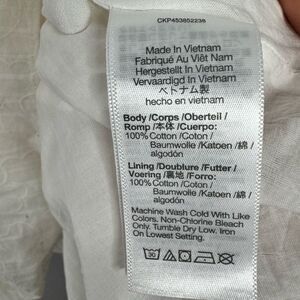 CKP453852238
Made In Vietnam
Fabriqué Au Viêt Nam
Hergestellt In Vietnam
Vervaardigd In Vietnam
ベトナム製
hecho en vietnam
Body/Corps/Oberteil/
Romp/本体/Cuerpo:
100% Cotton/Coton/
Baumwolle/Katoen/綿/
algodón
Lining/Doublure/Futter/
Voering/裏地/Forro:
100% Cotton/Coton/
Baumwolle/Katoen/綿/
algodón
Machine Wash Cold With Like
Colors. Non-Chlorine Bleach
Only. Tumble Dry Low. Iron
On Lowest Setting.
30